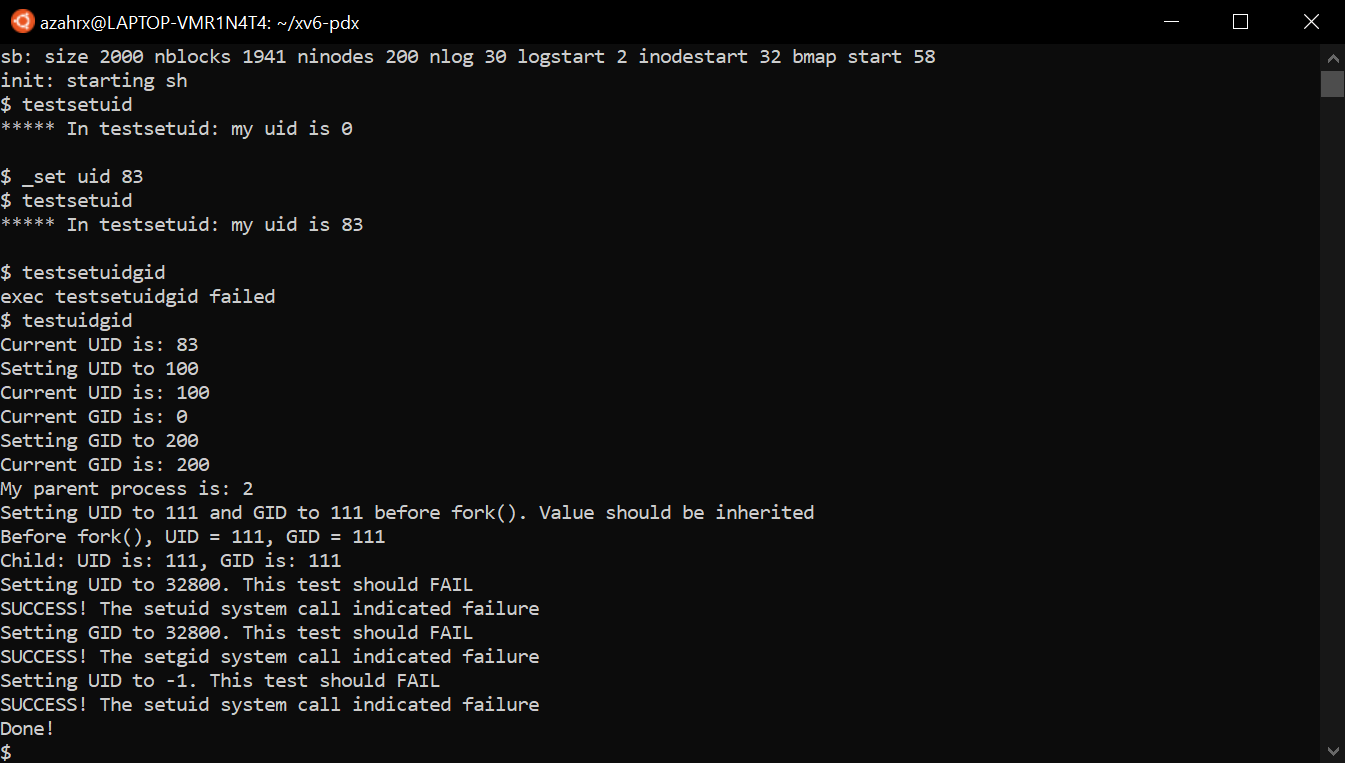 azahrx@LAPTOP-VMR1N4T4: ~/xv6-pdx
sb: size 2000 nblocks 1941 ninodes 200 nlog 30 logstart 2 inodestart 32 bmap start 58
init: starting sh
$ testsetuid
***** In testsetuid: my uid is 0
$ _set uid 83
$ testsetuid
***** In testsetuid: my uid is 83
$ testsetuidgid
exec testsetuidgid failed
$ testuidgid
Current UID is: 83
Setting UID to 100
Current UID is: 100
Current GID is: 0
Setting GID to 200
Current GID is: 200
My parent process is: 2
Setting UID to 111 and GID to 111 before fork(). Value should be inherited
Before fork(), UID = 111, GID = 111
Child: UID is: 111, GID is: 111
Setting UID to 32800. This test should FAIL
SUCCESS! The setuid system call indicated failure
Setting GID to 32800. This test should FAIL
SUCCESS! The setgid system call indicated failure
Setting UID to -1. This test should FAIL
SUCCESS! The setuid system call indicated failure
Done!
$